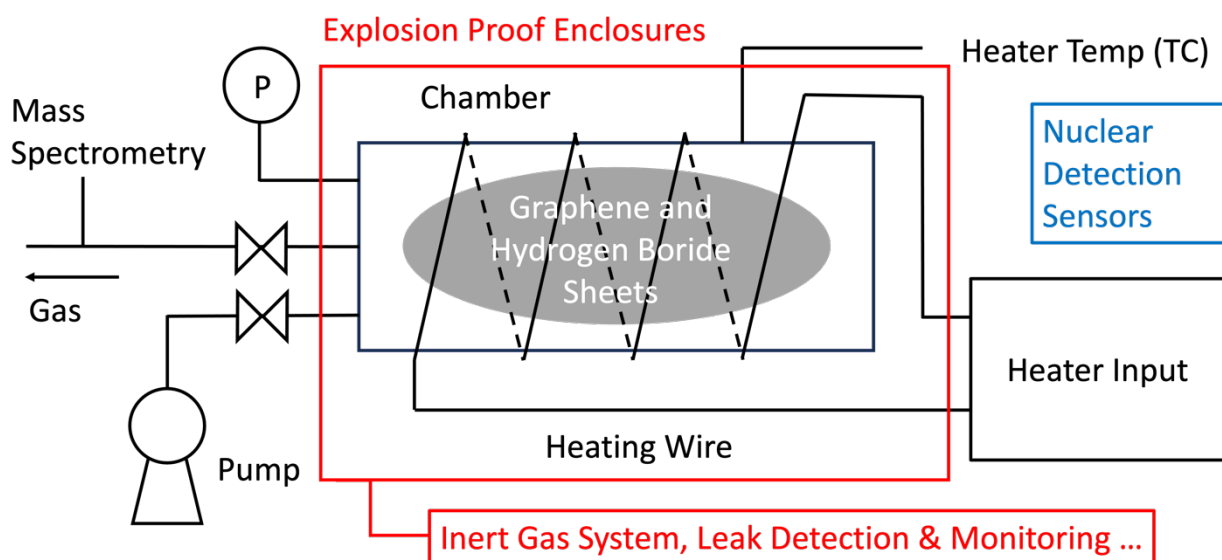 Explosion Proof Enclosures
Heater Temp (TC)
P
Chamber
Mass
Spectrometry
Nuclear
Detection
Sensors
Graphene and
Hydrogen Boride
Sheets
Gas
Heater Input
Heating Wire
Pump
Inert Gas System, Leak Detection & Monitoring ...